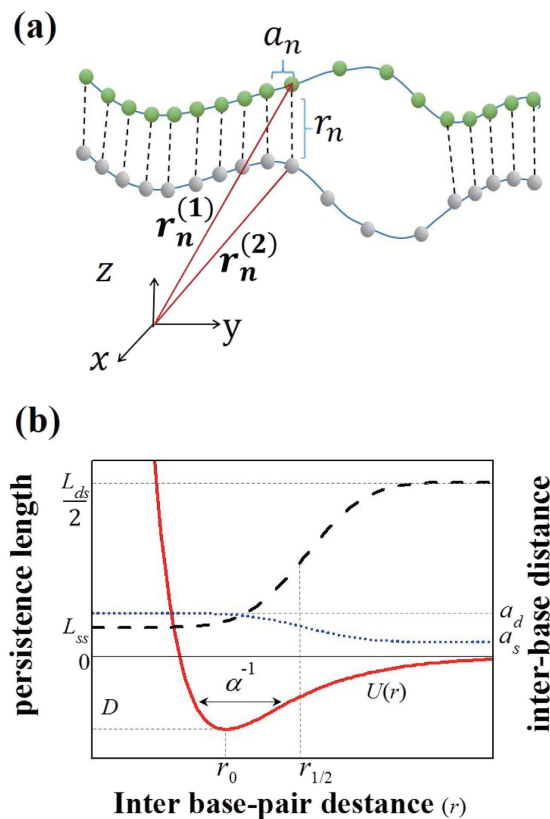 (a)
a_n
r_n
r_n^(1)
r_n^(2)
z
y
x
(b)
persistence length
inter-base distance
L_ds
2
L_ss
0
D
α^-1
U(r)
a_d
a_s
r_0
r_1/2
Inter base-pair destance (r)